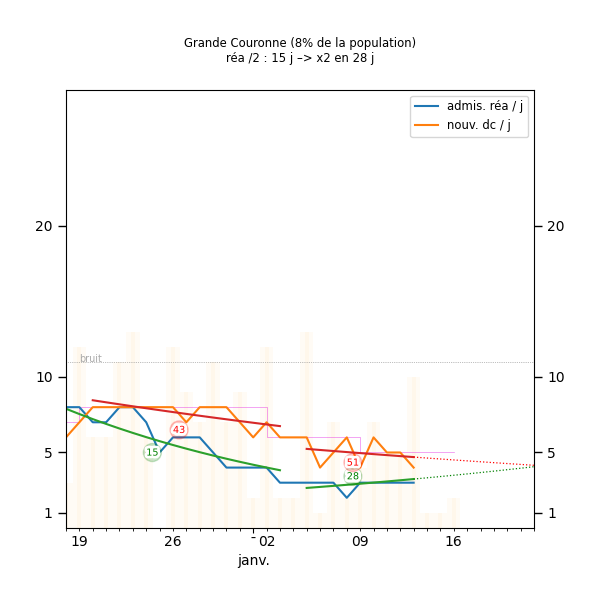 Grande Couronne (8% de la population)
réa /2 : 15 j –> x2 en 28 j
admis. réa / j
nouv. dc / j
20 20
bruit
10 10
43
15
5 5
51
28
1 1
19 26 02 09 16
janv.